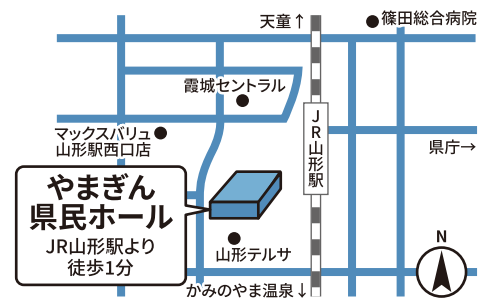 天童↑
篠田総合病院
霞城セントラル
マックスバリュ
山形駅西口店
JR山形駅
県庁→
やまぎん
県民ホール
JR山形駅より
徒歩1分
山形テルサ
かみのやま温泉↓
N